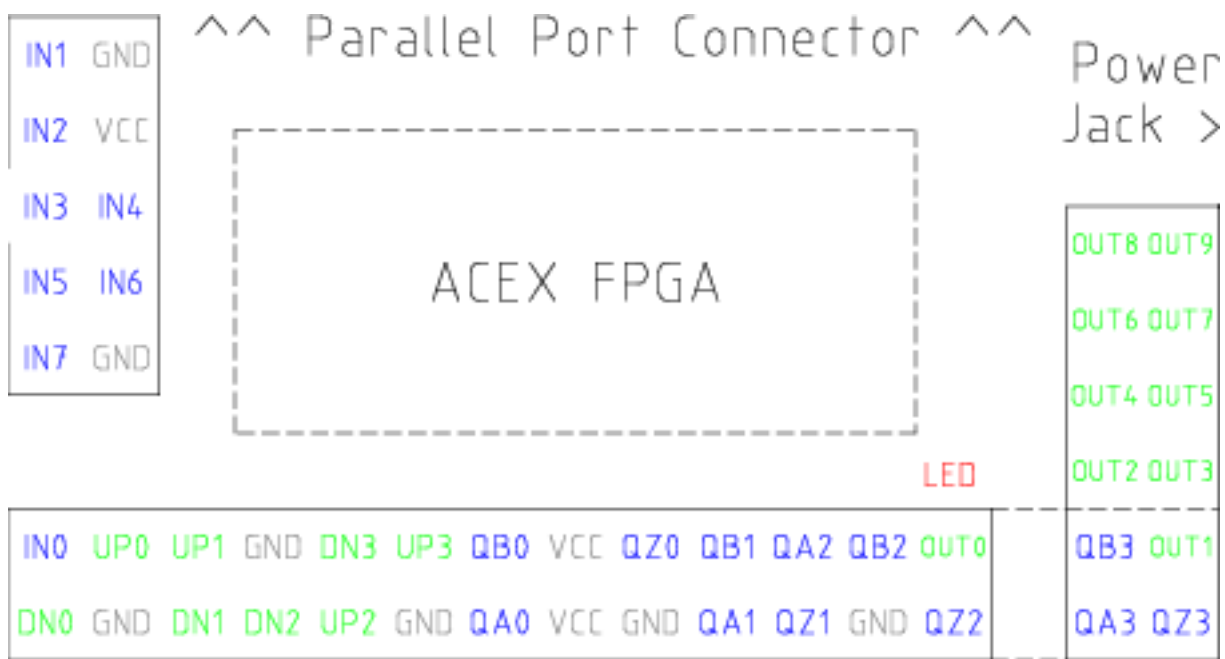 ^^ Parallel Port Connector ^^
Power
Jack >
IN1 GND
IN2 VCC
IN3 IN4
IN5 IN6
IN7 GND
ACEX FPGA
OUT8 OUT9
OUT6 OUT7
OUT4 OUT5
OUT2 OUT3
LED
IN0 UP0 UP1 GND DN3 UP3 QB0 VCC QZ0 QB1 QA2 QB2 OUT0
DN0 GND DN1 DN2 UP2 GND QA0 VCC GND QA1 QZ1 GND QZ2
QB3 OUT1
QA3 QZ3